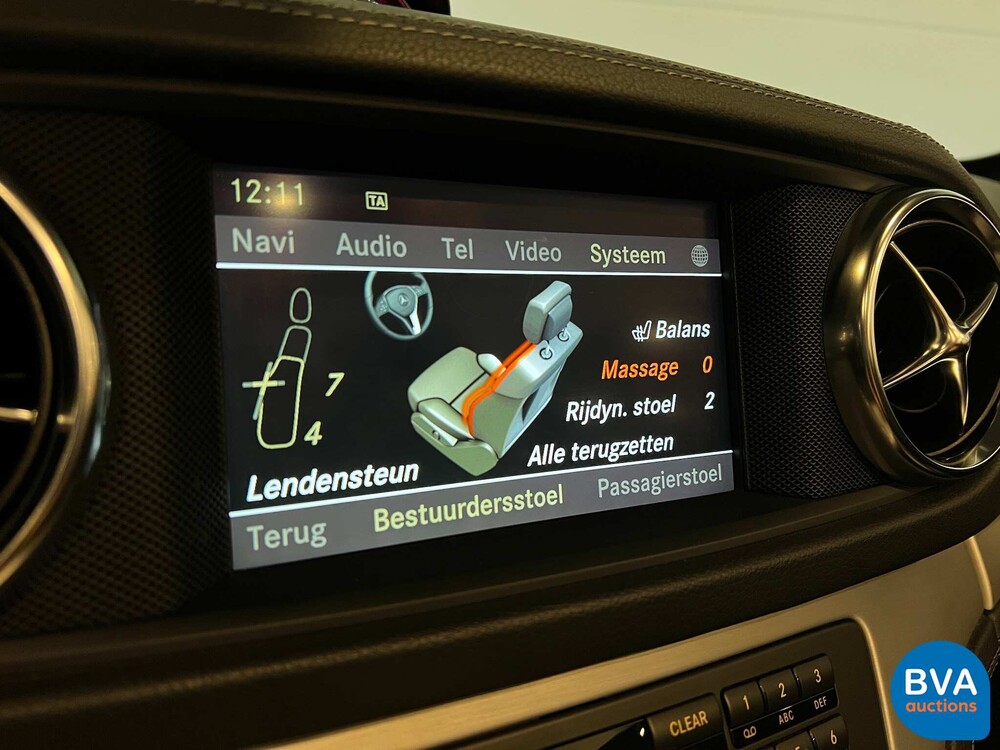 12:11 TA
Navi Audio Tel Video Systeem
Balans
7 Massage 0
4 Rijdyn. stoel 2
Lendensteun Alle terugzetten
Terug Bestuurdersstoel Passagierstoel
CLEAR 1 2 3
ABC DEF
6
BVA
auctions